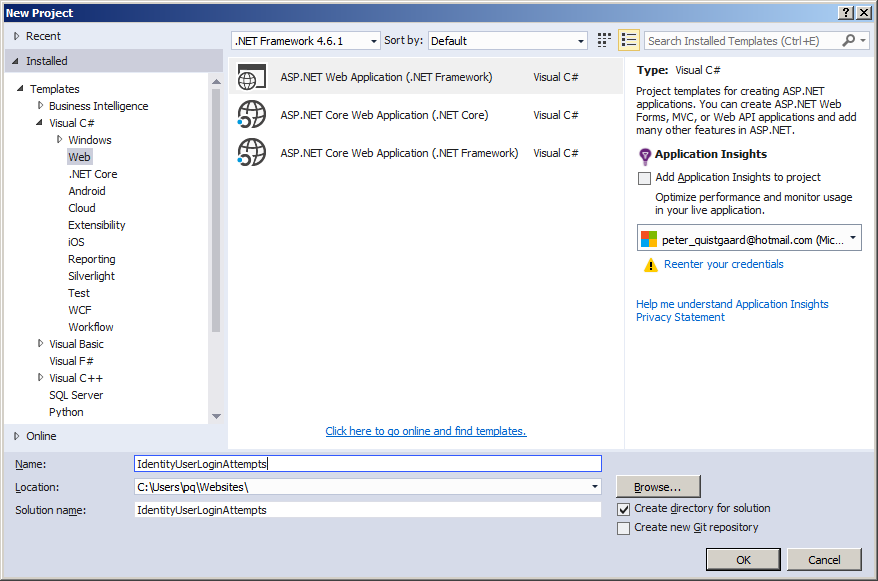 New Project
Recent
.NET Framework 4.6.1
Sort by:
Default
Search Installed Templates (Ctrl+E)
Installed
Templates
Business Intelligence
Visual C#
Windows
Web
.NET Core
Android
Cloud
Extensibility
iOS
Reporting
Silverlight
Test
WCF
Workflow
Visual Basic
Visual F#
Visual C++
SQL Server
Python
Online
ASP.NET Web Application (.NET Framework) Visual C#
ASP.NET Core Web Application (.NET Core) Visual C#
ASP.NET Core Web Application (.NET Framework) Visual C#
Click here to go online and find templates.
Type: Visual C#
Project templates for creating ASP.NET
applications. You can create ASP.NET Web
Forms, MVC, or Web API applications and add
many other features in ASP.NET.
Application Insights
Add Application Insights to project
Optimize performance and monitor usage
in your live application.
peter_quistgaard@hotmail.com (Mic...
Reenter your credentials
Help me understand Application Insights
Privacy Statement
Name: IdentityUserLoginAttempts
Location: C:\Users\pq\Websites\
Browse...
Solution name: IdentityUserLoginAttempts
Create directory for solution
Create new Git repository
OK
Cancel